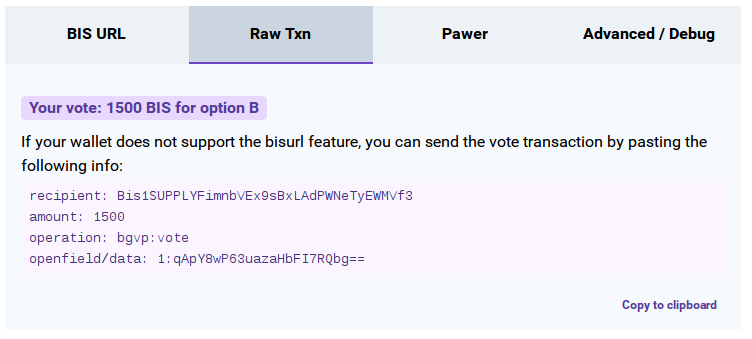 BIS URL
Raw Txn
Pawer
Advanced / Debug
Your vote: 1500 BIS for option B
If your wallet does not support the bisurl feature, you can send the vote transaction by pasting the
following info:
recipient: Bis1SUPPLYFimnbVEx9sBxLAdPWNeTyEWMVf3
amount: 1500
operation: bgvp:vote
openfield/data: 1:qApY8wP63uazaHbFI7RQbg==
Copy to clipboard